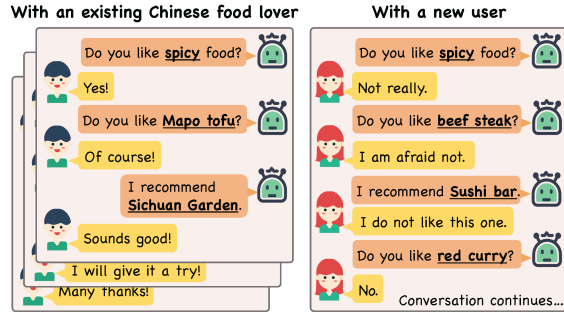 With an existing Chinese food lover
Do you like spicy food?
Yes!
Do you like Mapo tofu?
Of course!
I recommend
Sichuan Garden.
Sounds good!
I will give it a try!
Many thanks!
With a new user
Do you like spicy food?
Not really.
Do you like beef steak?
I am afraid not.
I recommend Sushi bar.
I do not like this one.
Do you like red curry?
No.
Conversation continues...